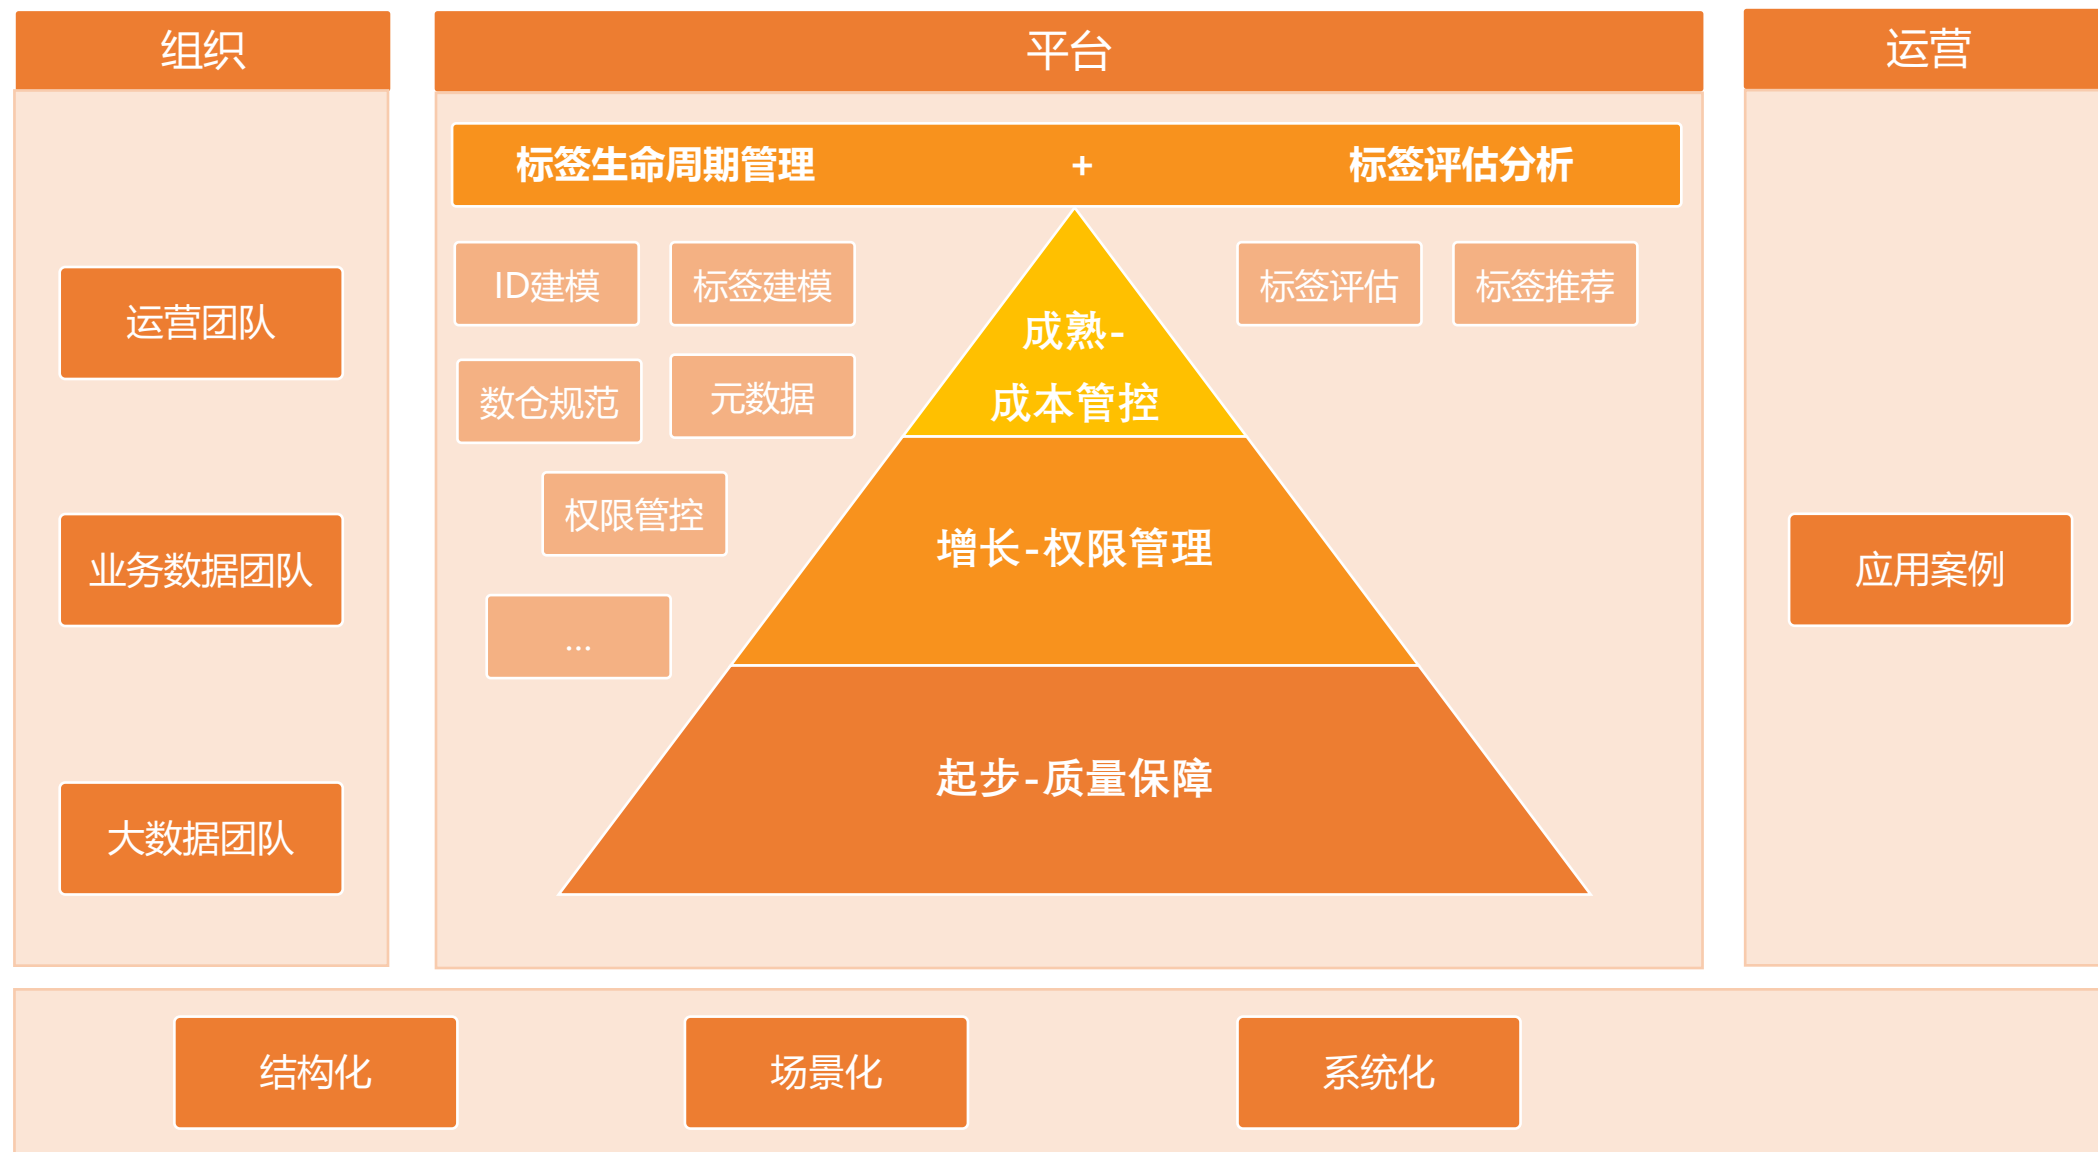 组织
运营团队
业务数据团队
大数据团队
平台
标签生命周期管理 + 标签评估分析
ID建模
标签建模
数仓规范
元数据
权限管控
...
标签评估
标签推荐
成熟-
成本管控
增长-权限管理
起步-质量保障
运营
应用案例
结构化
场景化
系统化